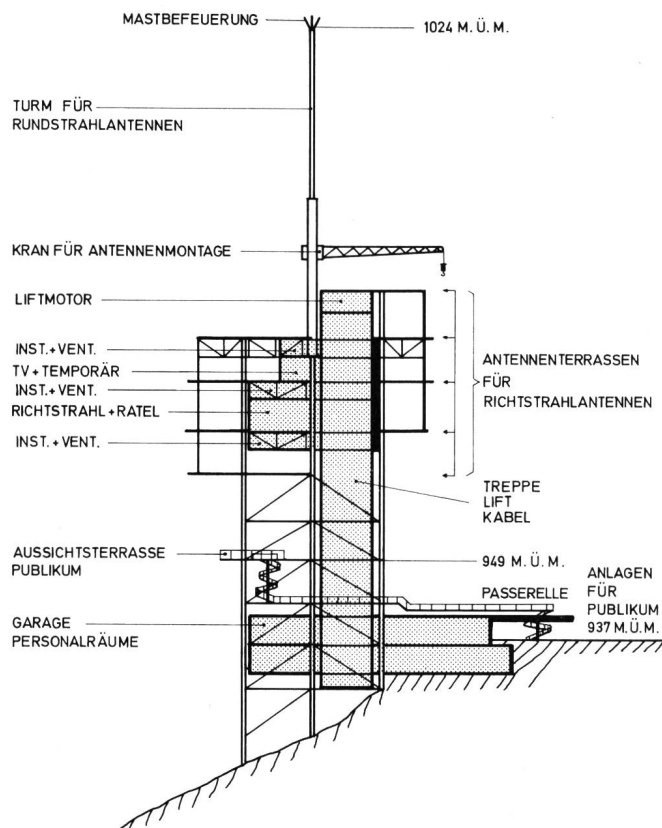 MASTBEFEUERUNG
1024 M.Ü.M.
TURM FÜR
RUNDSTRAHLANTENNEN
KRAN FÜR ANTENNENMONTAGE
LIFTMOTOR
INST.+VENT.
TV+TEMPORÄR
INST.+VENT.
RICHTSTRAHL+RATEL
INST.+VENT.
ANTENNENTERRASSEN
FÜR
RICHTSTRAHLANTENNEN
TREPPE
LIFT
KABEL
AUSSICHTSTERRASSE
PUBLIKUM
949 M.Ü.M.
PASSERELLE
ANLAGEN
FÜR
PUBLIKUM
937 M.Ü.M.
GARAGE
PERSONALRÄUME